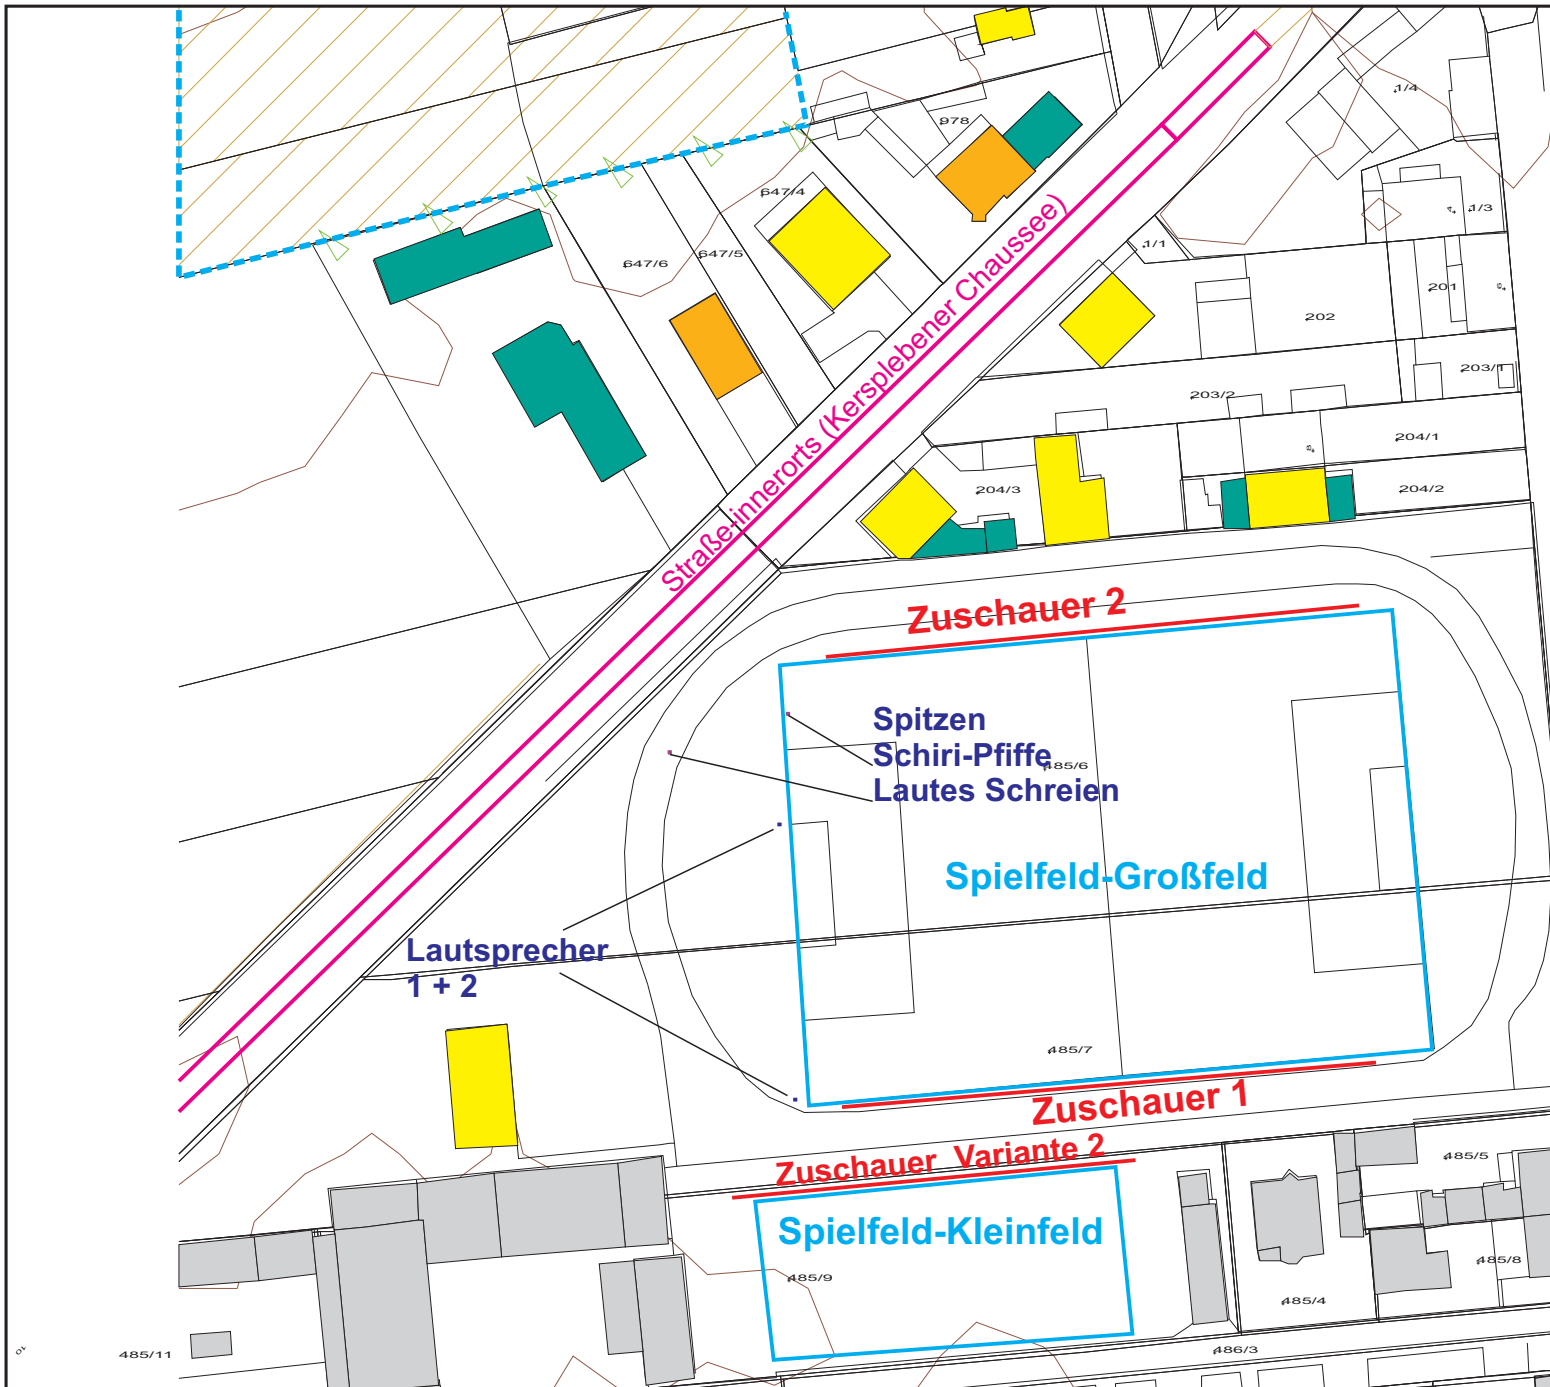 978
1/4
647/4
4
1/3
647/5
647/6
1/1
201
202
Straße-innerorts (Kersplebener Chaussee)
203/1
203/2
204/1
204/3
204/2
Zuschauer 2
Spitzen
Schiri-Pfiffe
485/6
Lautes Schreien
Spielfeld-Großfeld
Lautsprecher
1 + 2
485/7
Zuschauer 1
Zuschauer Variante 2
485/5
Spielfeld-Kleinfeld
485/9
485/8
485/4
485/11
486/3